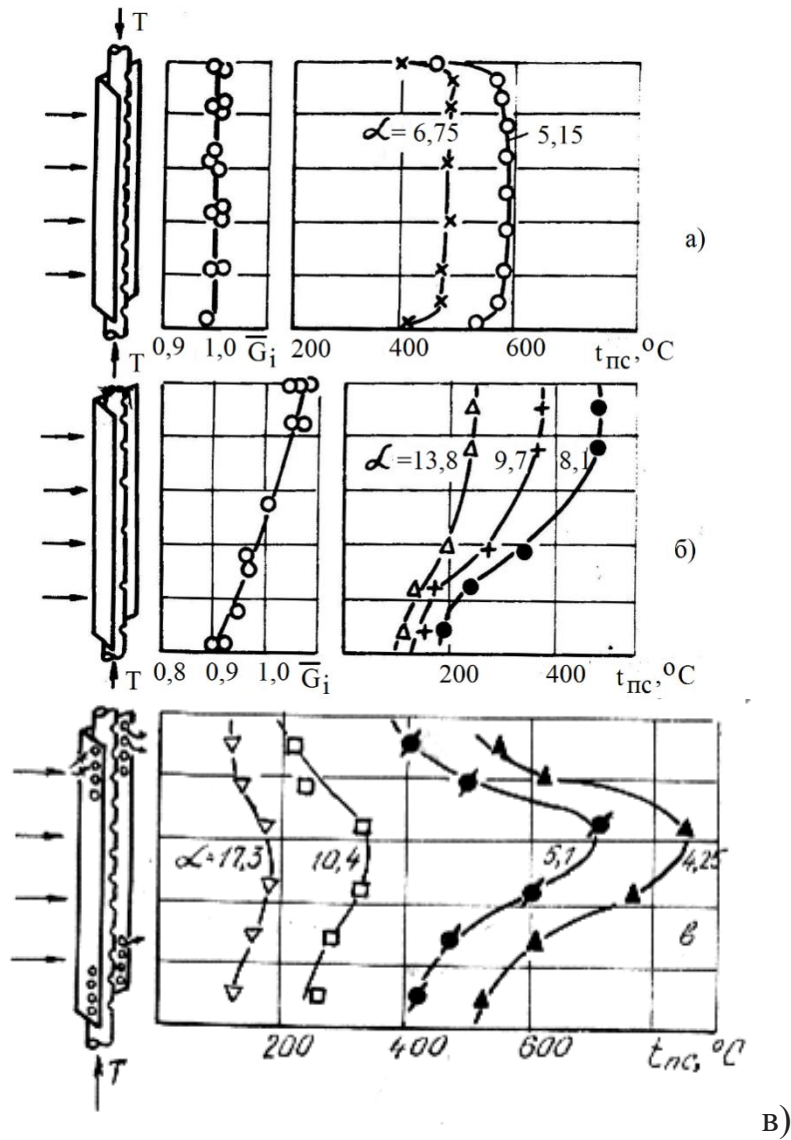 T
α = 6,75 5,15
а)
T 0,9 1,0 G̅i 200 400 600 tпс,°С
α =13,8 9,7 8,1
б)
T 0,8 0,9 1,0 G̅i 200 400 tпс,°С
α = 17,3 10,4 5,1 4,25
в
T 200 400 600 tпс,°С
в)